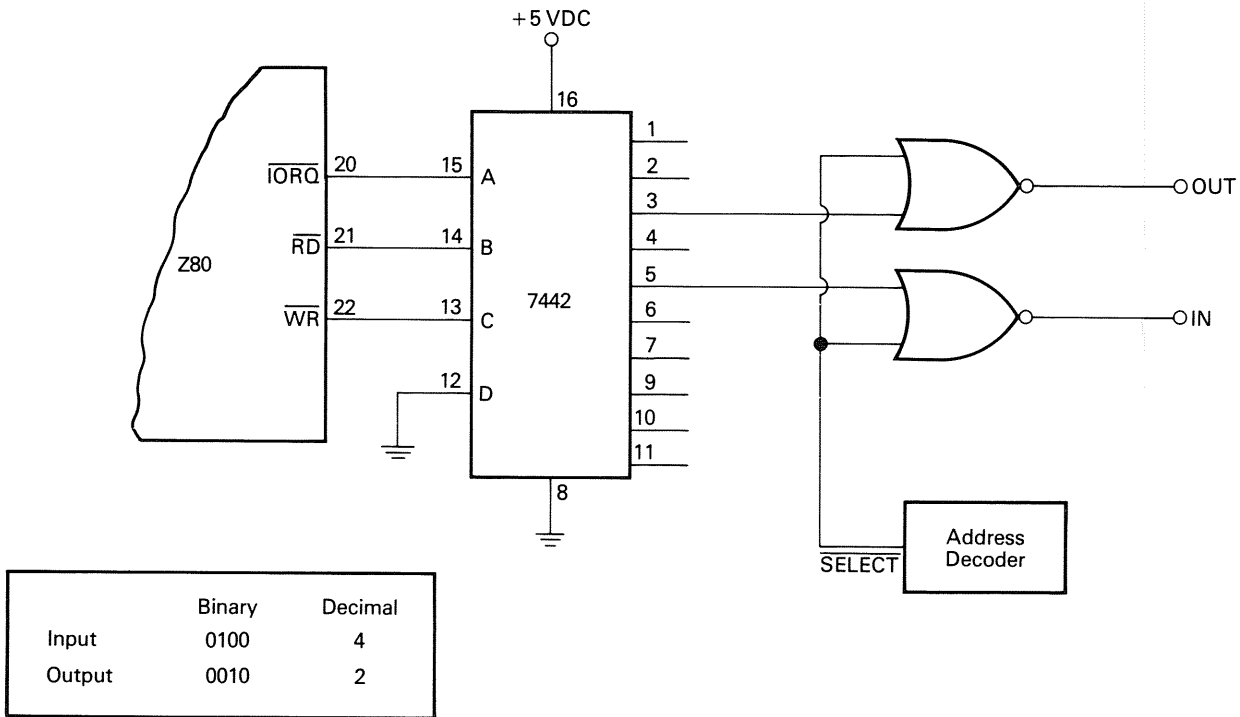 +5 VDC
16
Z80
IORQ 20
RD 21
WR 22
15 A
14 B
13 C
12 D
7442
8
1
2
3
4
5
6
7
9
10
11
OUT
IN
SELECT
Address
Decoder
Binary Decimal
Input 0100 4
Output 0010 2